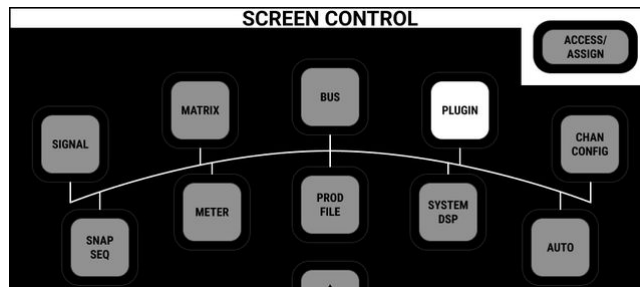 SCREEN CONTROL
ACCESS/
ASSIGN
BUS
MATRIX
PLUGIN
SIGNAL
CHAN
CONFIG
METER
PROD
FILE
SYSTEM
DSP
SNAP
SEQ
AUTO